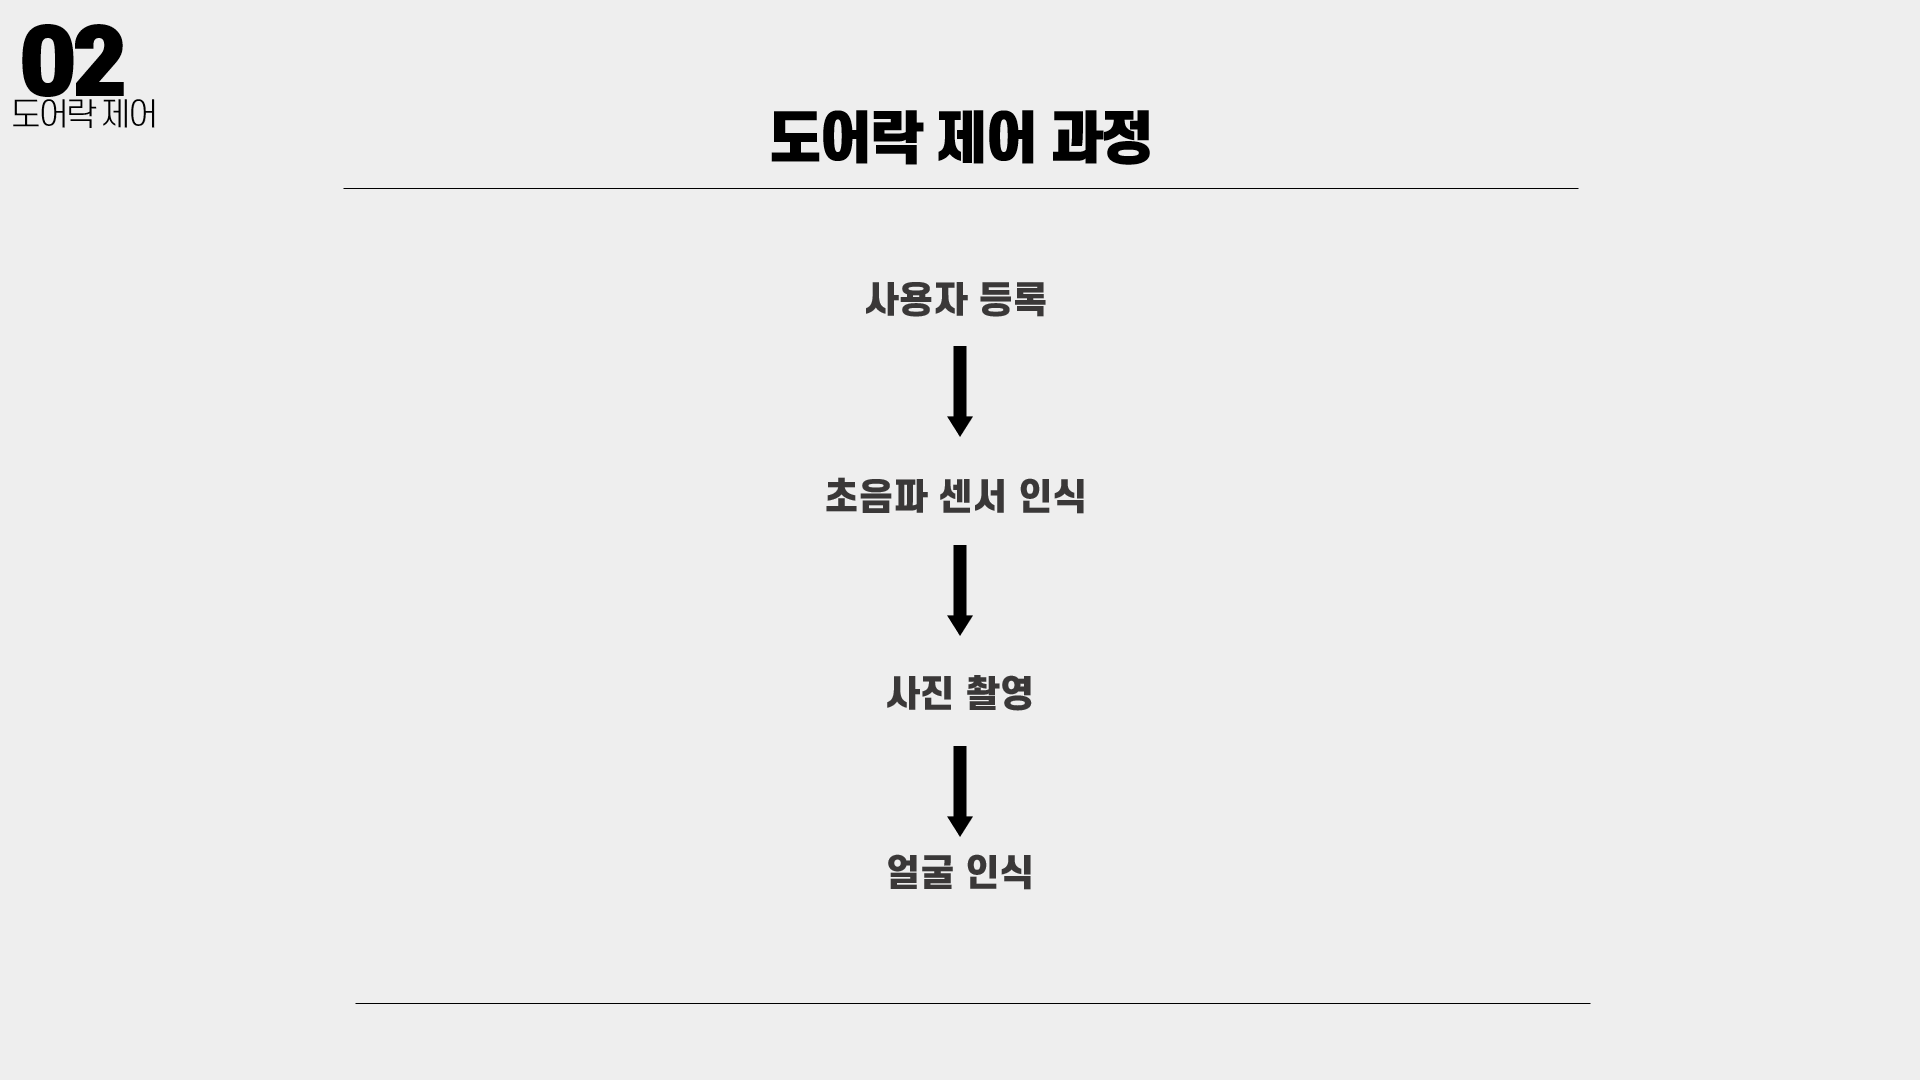 02
도어락 제어
도어락 제어 과정
사용자 등록
초음파 센서 인식
사진 촬영
얼굴 인식